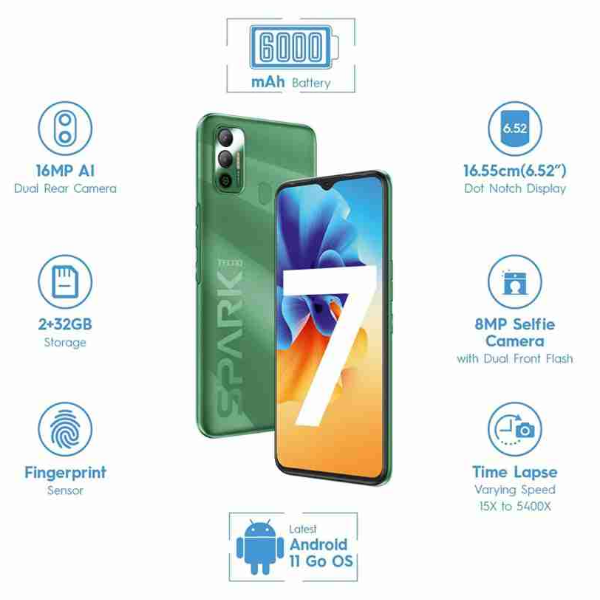 6000
mAh Battery
16MP AI
Dual Rear Camera
6.52
16.55cm(6.52”)
Dot Notch Display
TECNO
SPARK
7
2+32GB
Storage
8MP Selfie
Camera
with Dual Front Flash
Fingerprint
Sensor
Time Lapse
Varying Speed
15X to 5400X
Latest
Android
11 Go OS